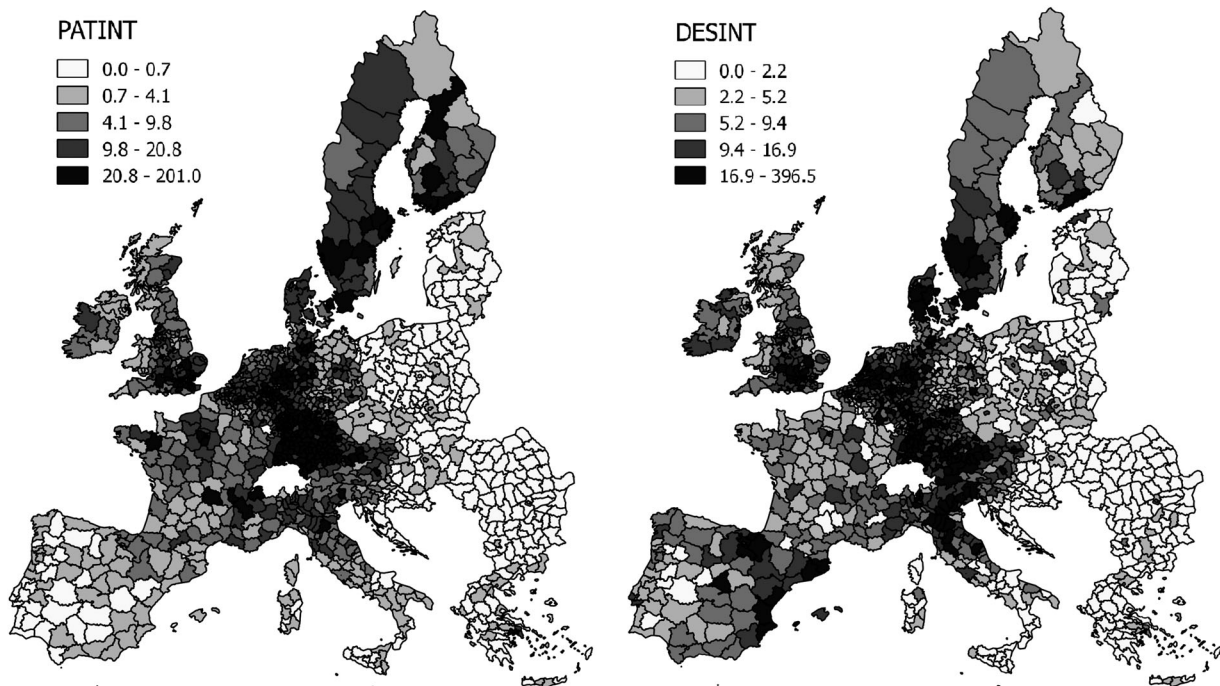 PATINT
0.0 - 0.7
0.7 - 4.1
4.1 - 9.8
9.8 - 20.8
20.8 - 201.0
DESINT
0.0 - 2.2
2.2 - 5.2
5.2 - 9.4
9.4 - 16.9
16.9 - 396.5